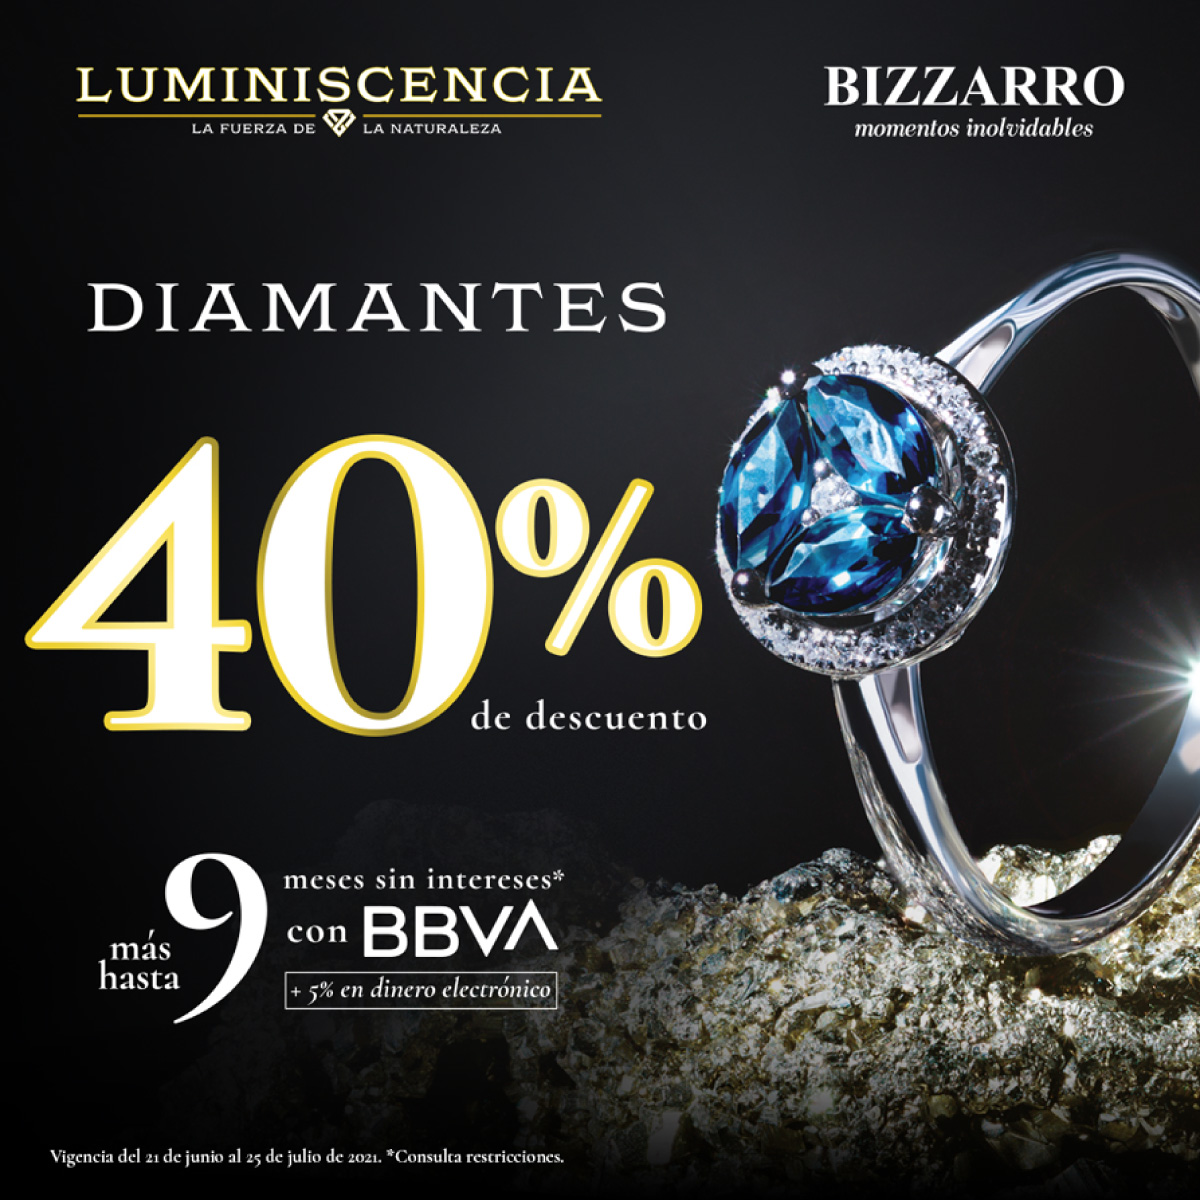 LUMINISCENCIA
LA FUERZA DE LA NATURALEZA
BIZZARRO
momentos inolvidables
DIAMANTES
40%
de descuento
más hasta 9 meses sin intereses*
con BBVA
+ 5% en dinero electrónico
Vigencia del 21 de junio al 25 de julio de 2021. *Consulta restricciones.